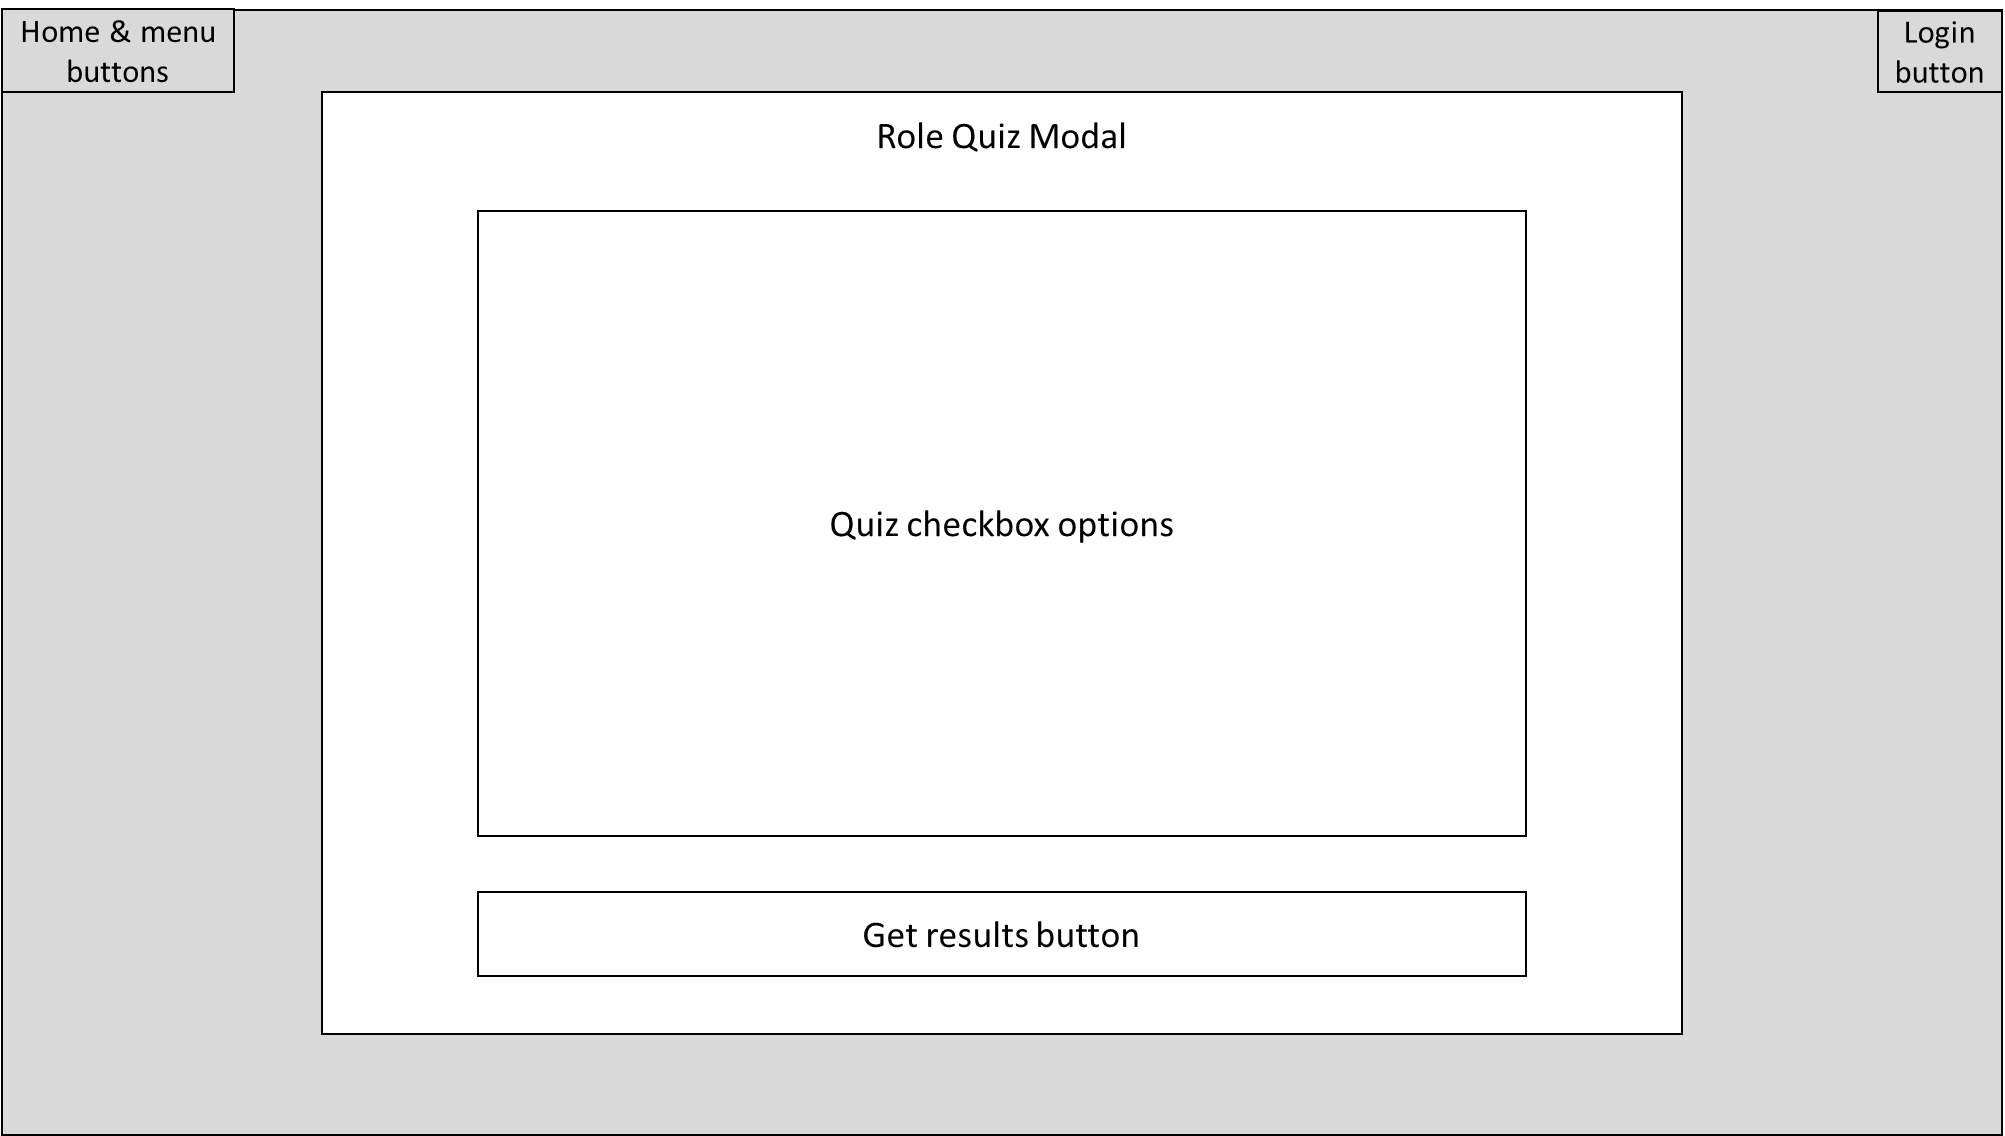 Home & menu
buttons
Login
button
Role Quiz Modal
Quiz checkbox options
Get results button